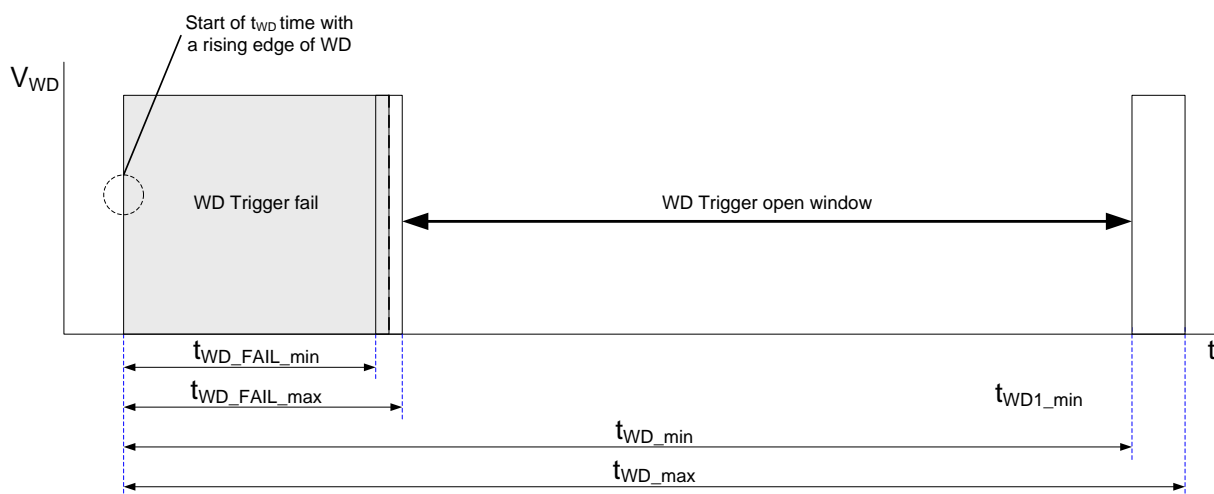 Start of tWD time with
a rising edge of WD
VWD
WD Trigger fail
WD Trigger open window
t
tWD_FAIL_min
tWD_FAIL_max
tWD1_min
tWD_min
tWD_max